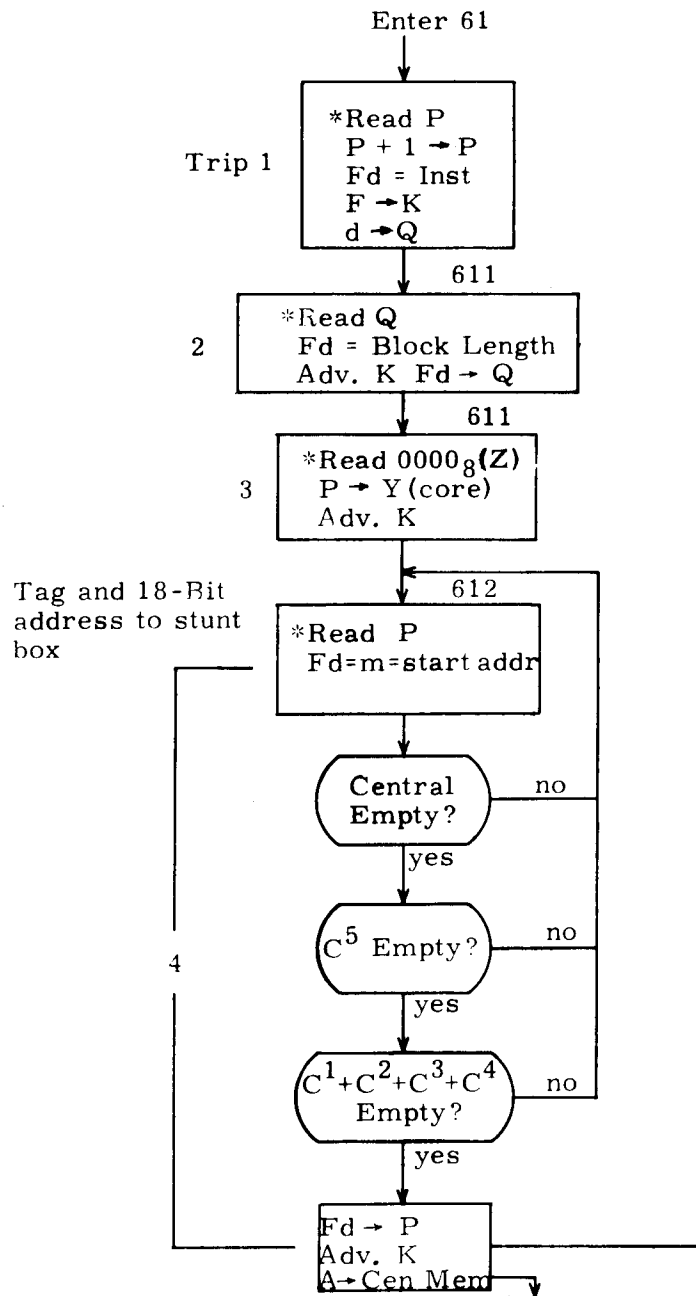 Enter 61
Trip 1
*Read P
P + 1 → P
Fd = Inst
F → K
d → Q
611
2
*Read Q
Fd = Block Length
Adv. K Fd → Q
611
3
*Read 0000₈(Z)
P → Y(core)
Adv. K
Tag and 18-Bit
address to stunt
box
612
*Read P
Fd=m=start addr
Central
Empty?
no
yes
C⁵ Empty?
no
yes
4
C¹+C²+C³+C⁴
Empty?
no
yes
Fd → P
Adv. K
A→Cen Mem